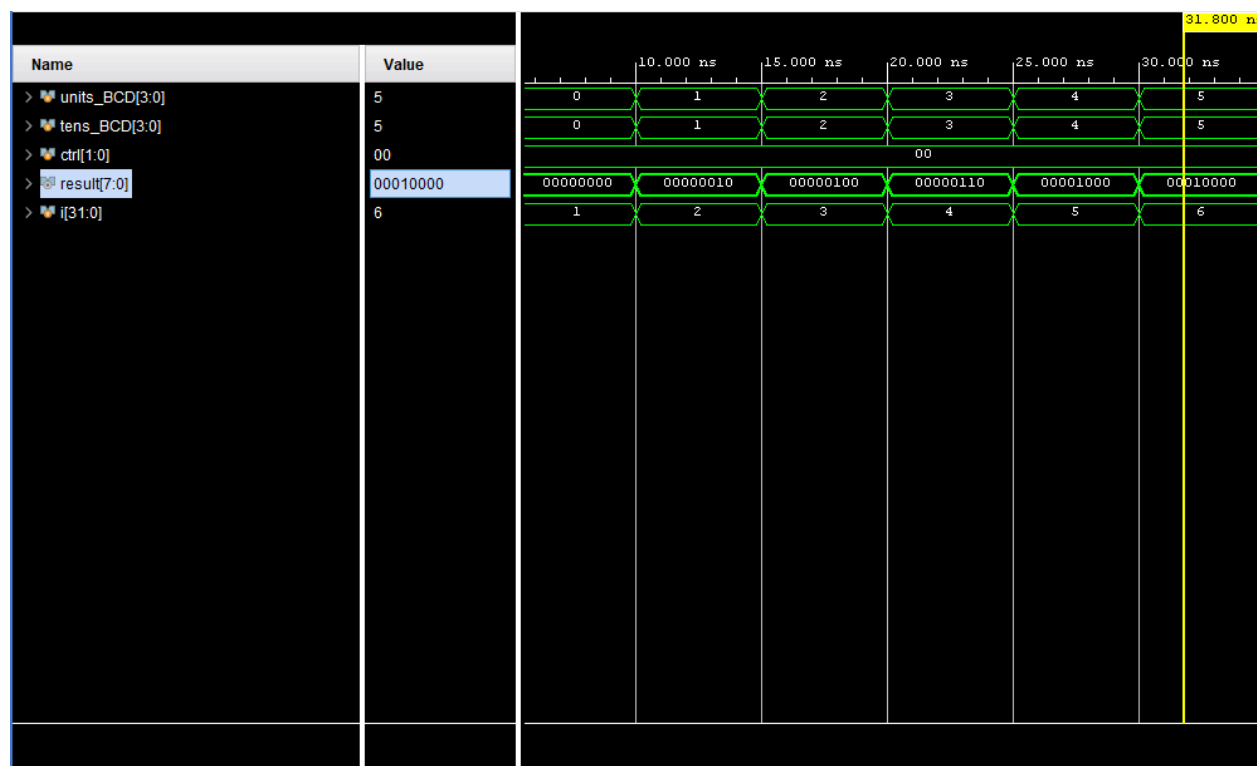 31.800 n
Name Value 10.000 ns 15.000 ns 20.000 ns 25.000 ns 30.000 ns
> units_BCD[3:0] 5 0 1 2 3 4 5
> tens_BCD[3:0] 5 0 1 2 3 4 5
> ctrl[1:0] 00 00
> result[7:0] 00010000 00000000 00000010 00000100 00000110 00001000 00010000
> i[31:0] 6 1 2 3 4 5 6